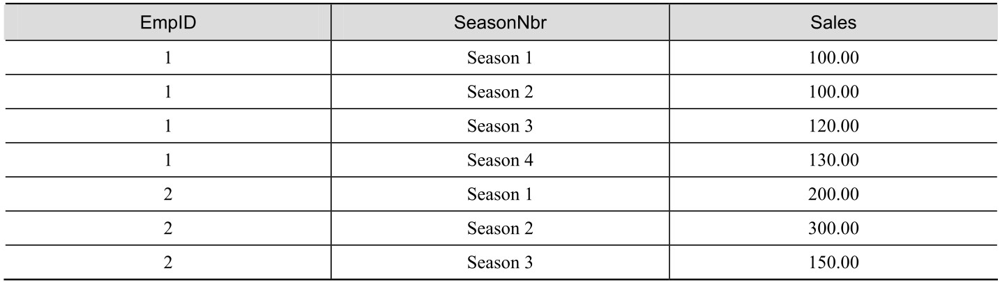 EmpID SeasonNbr Sales
1 Season 1 100.00
1 Season 2 100.00
1 Season 3 120.00
1 Season 4 130.00
2 Season 1 200.00
2 Season 2 300.00
2 Season 3 150.00